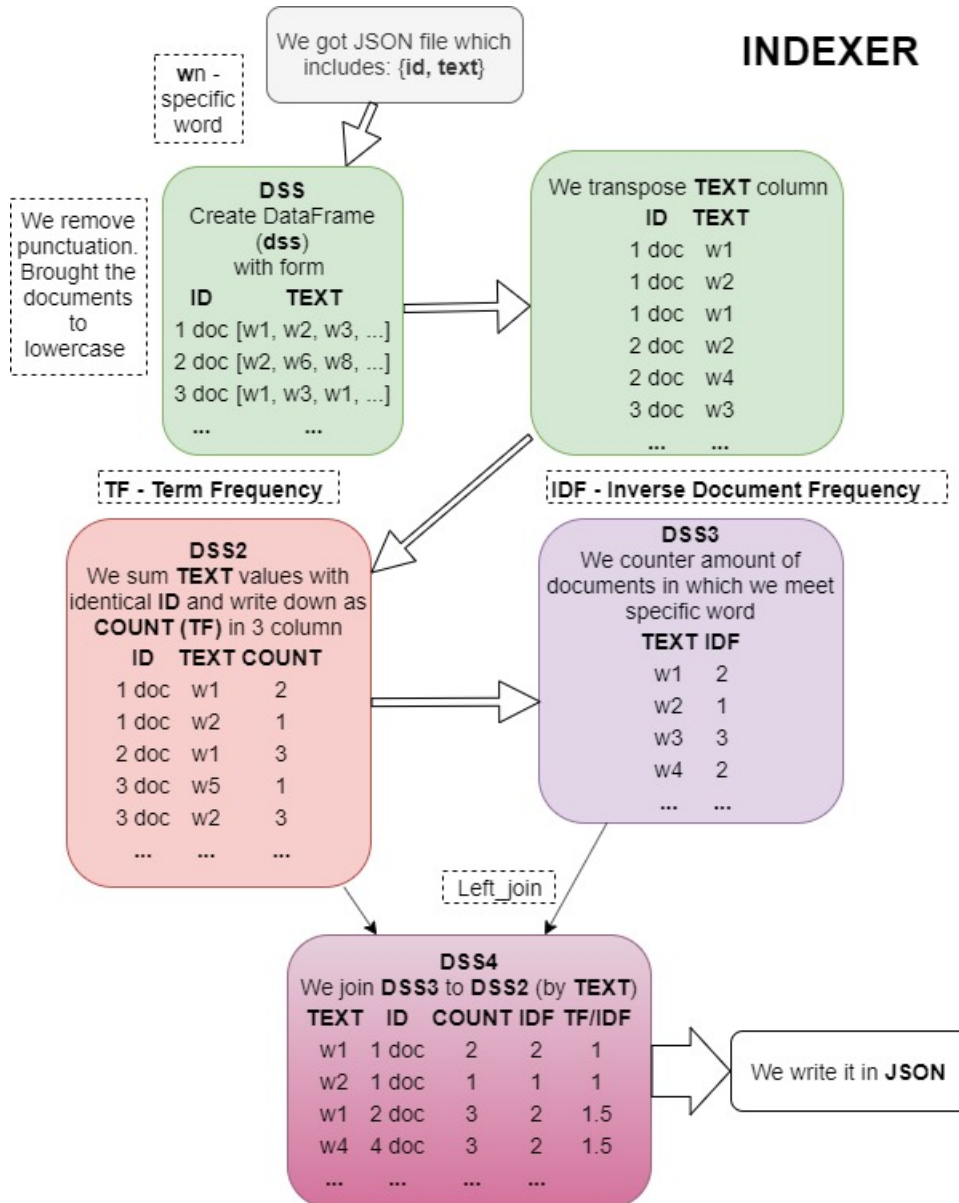 INDEXER
We got JSON file which
includes: {id, text}
wn -
specific
word
We remove
punctuation.
Brought the
documents
to
lowercase
DSS
Create DataFrame
(dss)
with form
ID TEXT
1 doc [w1, w2, w3, ...]
2 doc [w2, w6, w8, ...]
3 doc [w1, w3, w1, ...]
... ...
We transpose TEXT column
ID TEXT
1 doc w1
1 doc w2
1 doc w1
2 doc w2
2 doc w4
3 doc w3
... ...
TF - Term Frequency
IDF - Inverse Document Frequency
DSS2
We sum TEXT values with
identical ID and write down as
COUNT (TF) in 3 column
ID TEXT COUNT
1 doc w1 2
1 doc w2 1
2 doc w1 3
3 doc w5 1
3 doc w2 3
... ... ...
DSS3
We counter amount of
documents in which we meet
specific word
TEXT IDF
w1 2
w2 1
w3 3
w4 2
... ...
Left_join
DSS4
We join DSS3 to DSS2 (by TEXT)
TEXT ID COUNT IDF TF/IDF
w1 1 doc 2 2 1
w2 1 doc 1 1 1
w1 2 doc 3 2 1.5
w4 4 doc 3 2 1.5
... ... ... ...
We write it in JSON